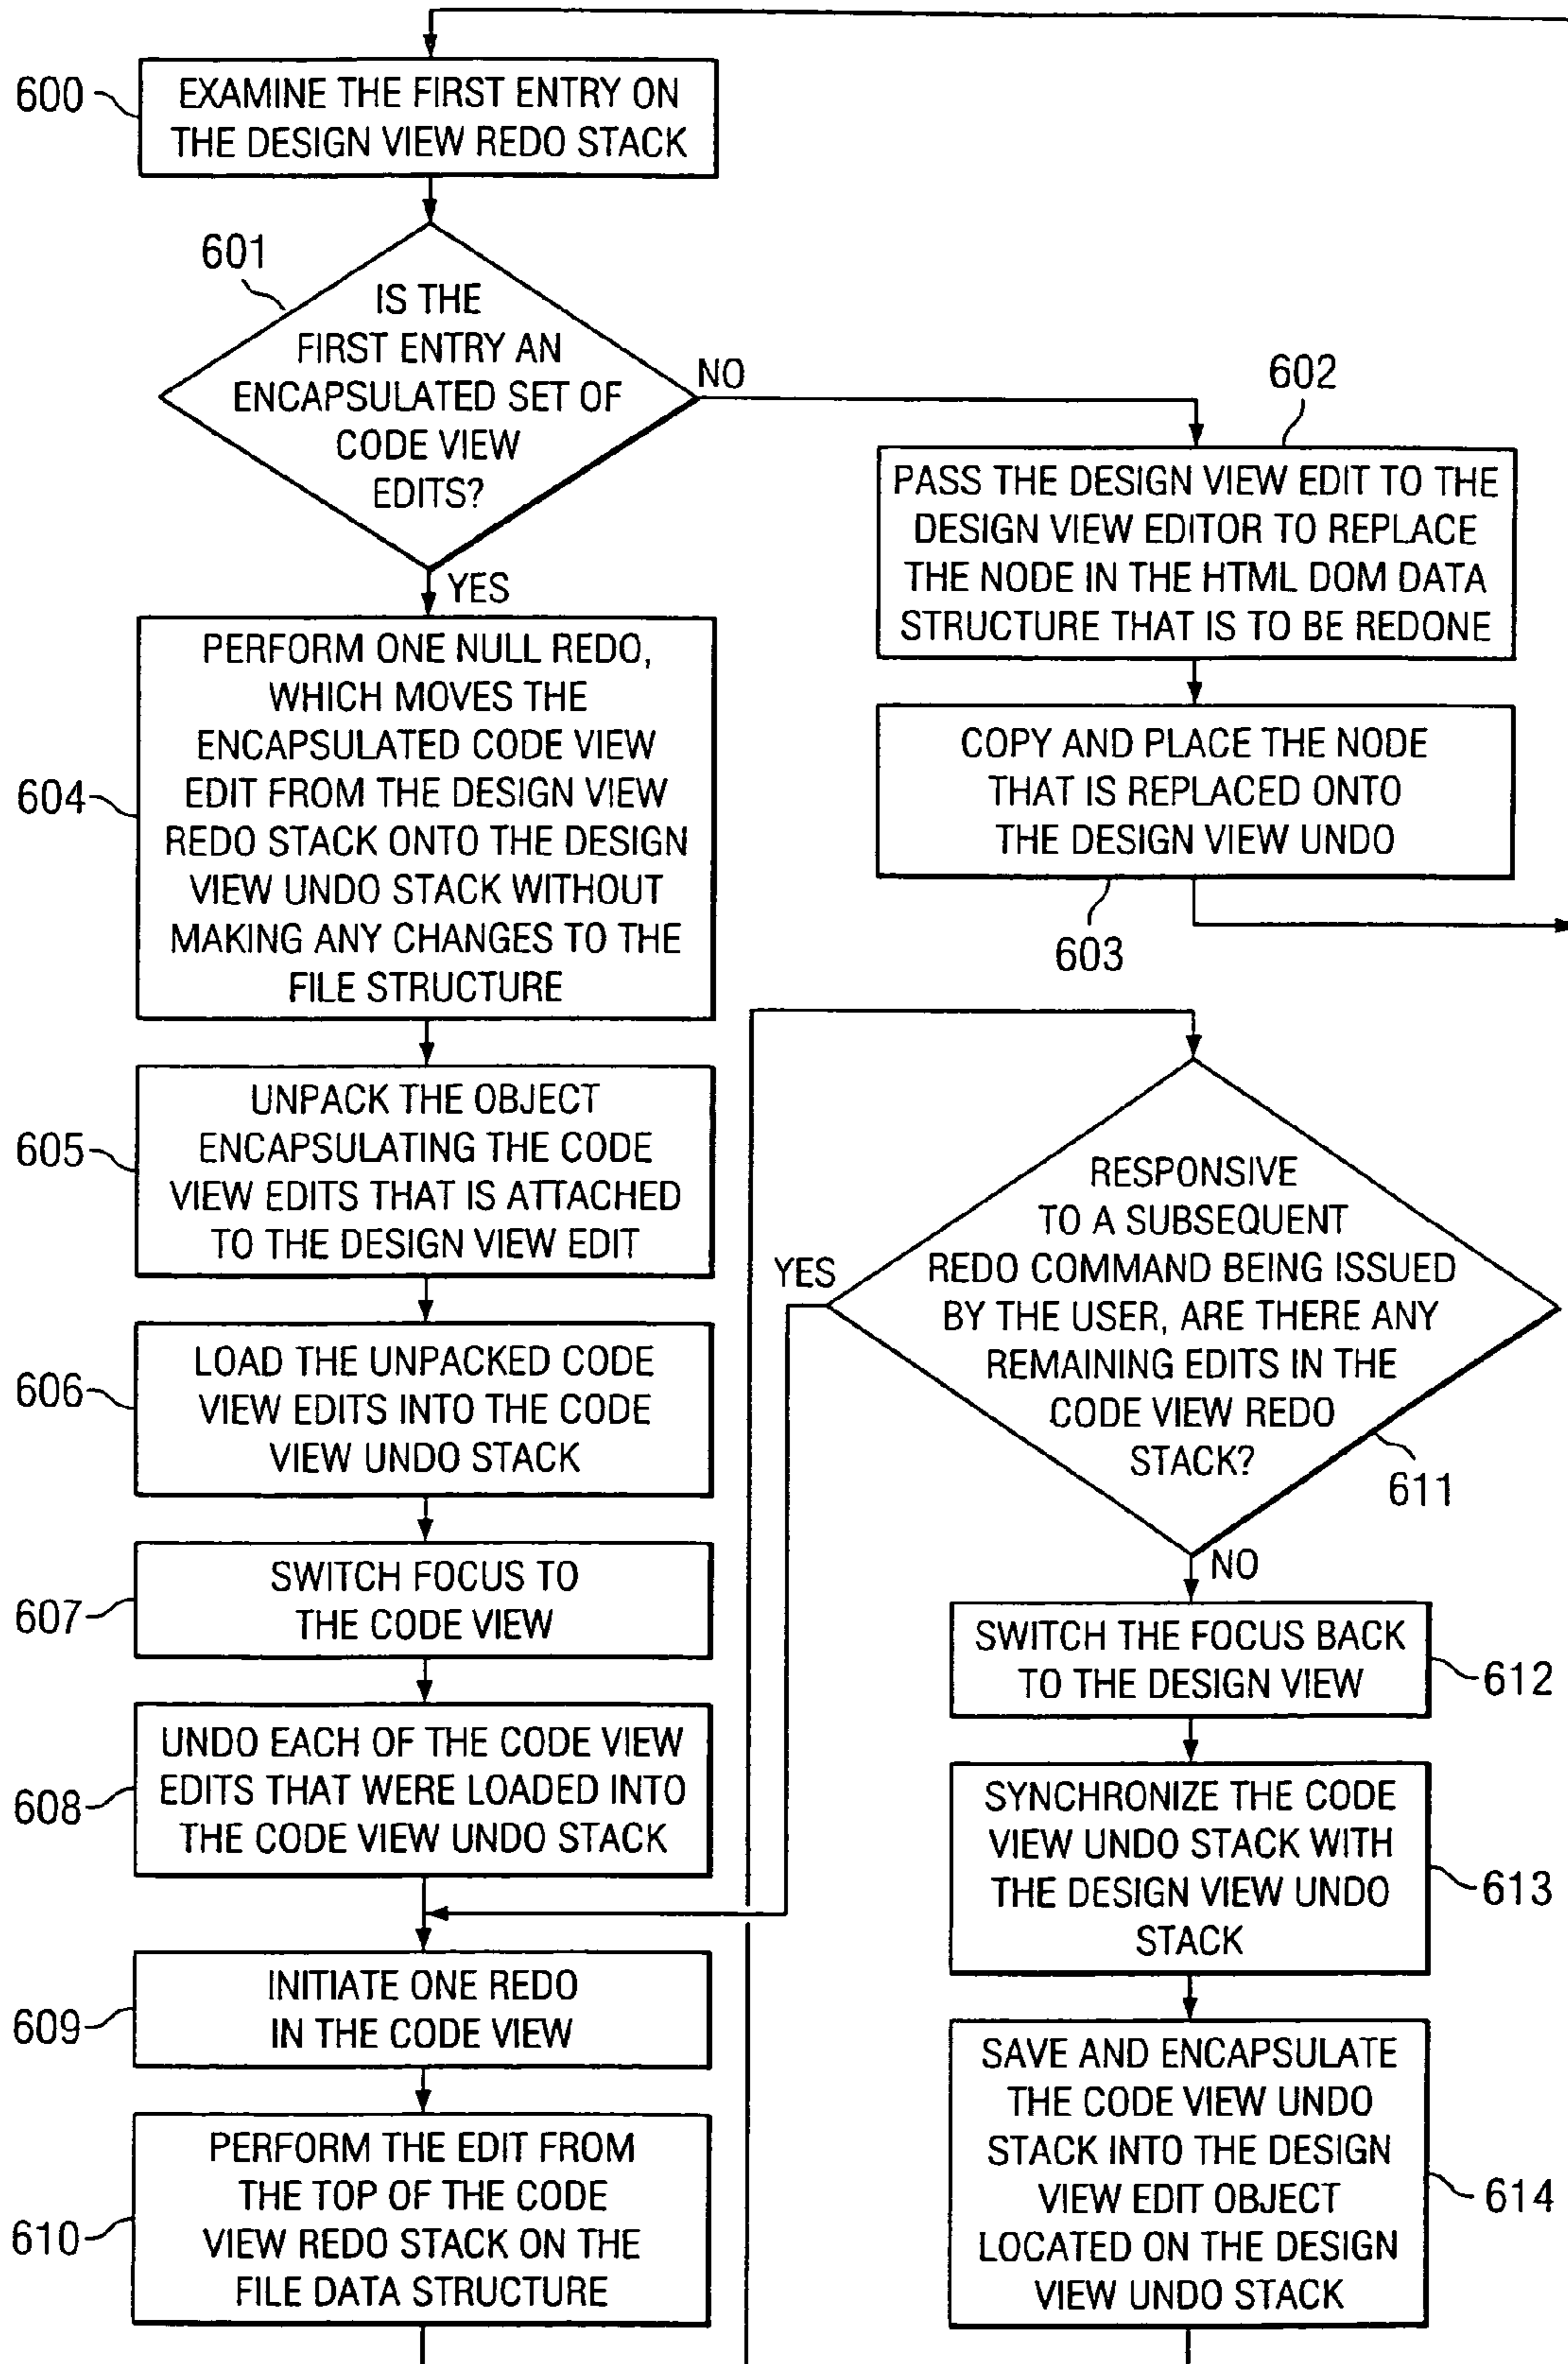 600
EXAMINE THE FIRST ENTRY ON
THE DESIGN VIEW REDO STACK
601
IS THE
FIRST ENTRY AN
ENCAPSULATED SET OF
CODE VIEW
EDITS?
NO
YES
602
PASS THE DESIGN VIEW EDIT TO THE
DESIGN VIEW EDITOR TO REPLACE
THE NODE IN THE HTML DOM DATA
STRUCTURE THAT IS TO BE REDONE
COPY AND PLACE THE NODE
THAT IS REPLACED ONTO
THE DESIGN VIEW UNDO
603
604
PERFORM ONE NULL REDO,
WHICH MOVES THE
ENCAPSULATED CODE VIEW
EDIT FROM THE DESIGN VIEW
REDO STACK ONTO THE DESIGN
VIEW UNDO STACK WITHOUT
MAKING ANY CHANGES TO THE
FILE STRUCTURE
605
UNPACK THE OBJECT
ENCAPSULATING THE CODE
VIEW EDITS THAT IS ATTACHED
TO THE DESIGN VIEW EDIT
606
LOAD THE UNPACKED CODE
VIEW EDITS INTO THE CODE
VIEW UNDO STACK
607
SWITCH FOCUS TO
THE CODE VIEW
608
UNDO EACH OF THE CODE VIEW
EDITS THAT WERE LOADED INTO
THE CODE VIEW UNDO STACK
609
INITIATE ONE REDO
IN THE CODE VIEW
610
PERFORM THE EDIT FROM
THE TOP OF THE CODE
VIEW REDO STACK ON THE
FILE DATA STRUCTURE
RESPONSIVE
TO A SUBSEQUENT
REDO COMMAND BEING ISSUED
BY THE USER, ARE THERE ANY
REMAINING EDITS IN THE
CODE VIEW REDO
STACK?
YES
611
NO
SWITCH THE FOCUS BACK
TO THE DESIGN VIEW
612
SYNCHRONIZE THE CODE
VIEW UNDO STACK WITH
THE DESIGN VIEW UNDO
STACK
613
SAVE AND ENCAPSULATE
THE CODE VIEW UNDO
STACK INTO THE DESIGN
VIEW EDIT OBJECT
LOCATED ON THE DESIGN
VIEW UNDO STACK
614